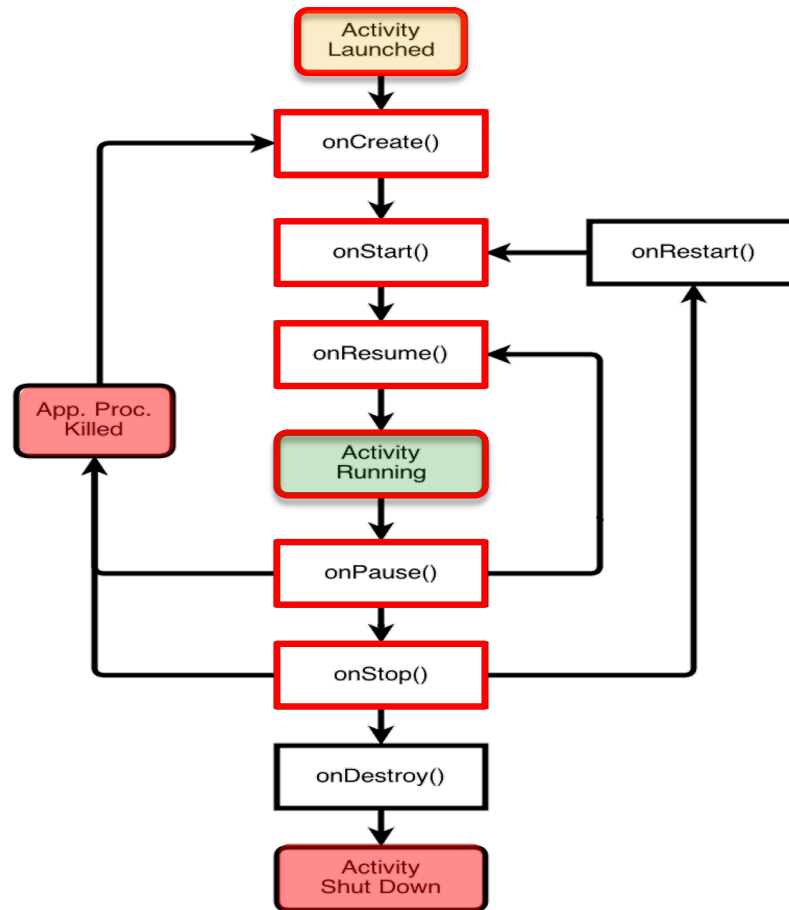 Activity
Launched
onCreate()
onStart()
onRestart()
onResume()
App. Proc.
Killed
Activity
Running
onPause()
onStop()
onDestroy()
Activity
Shut Down